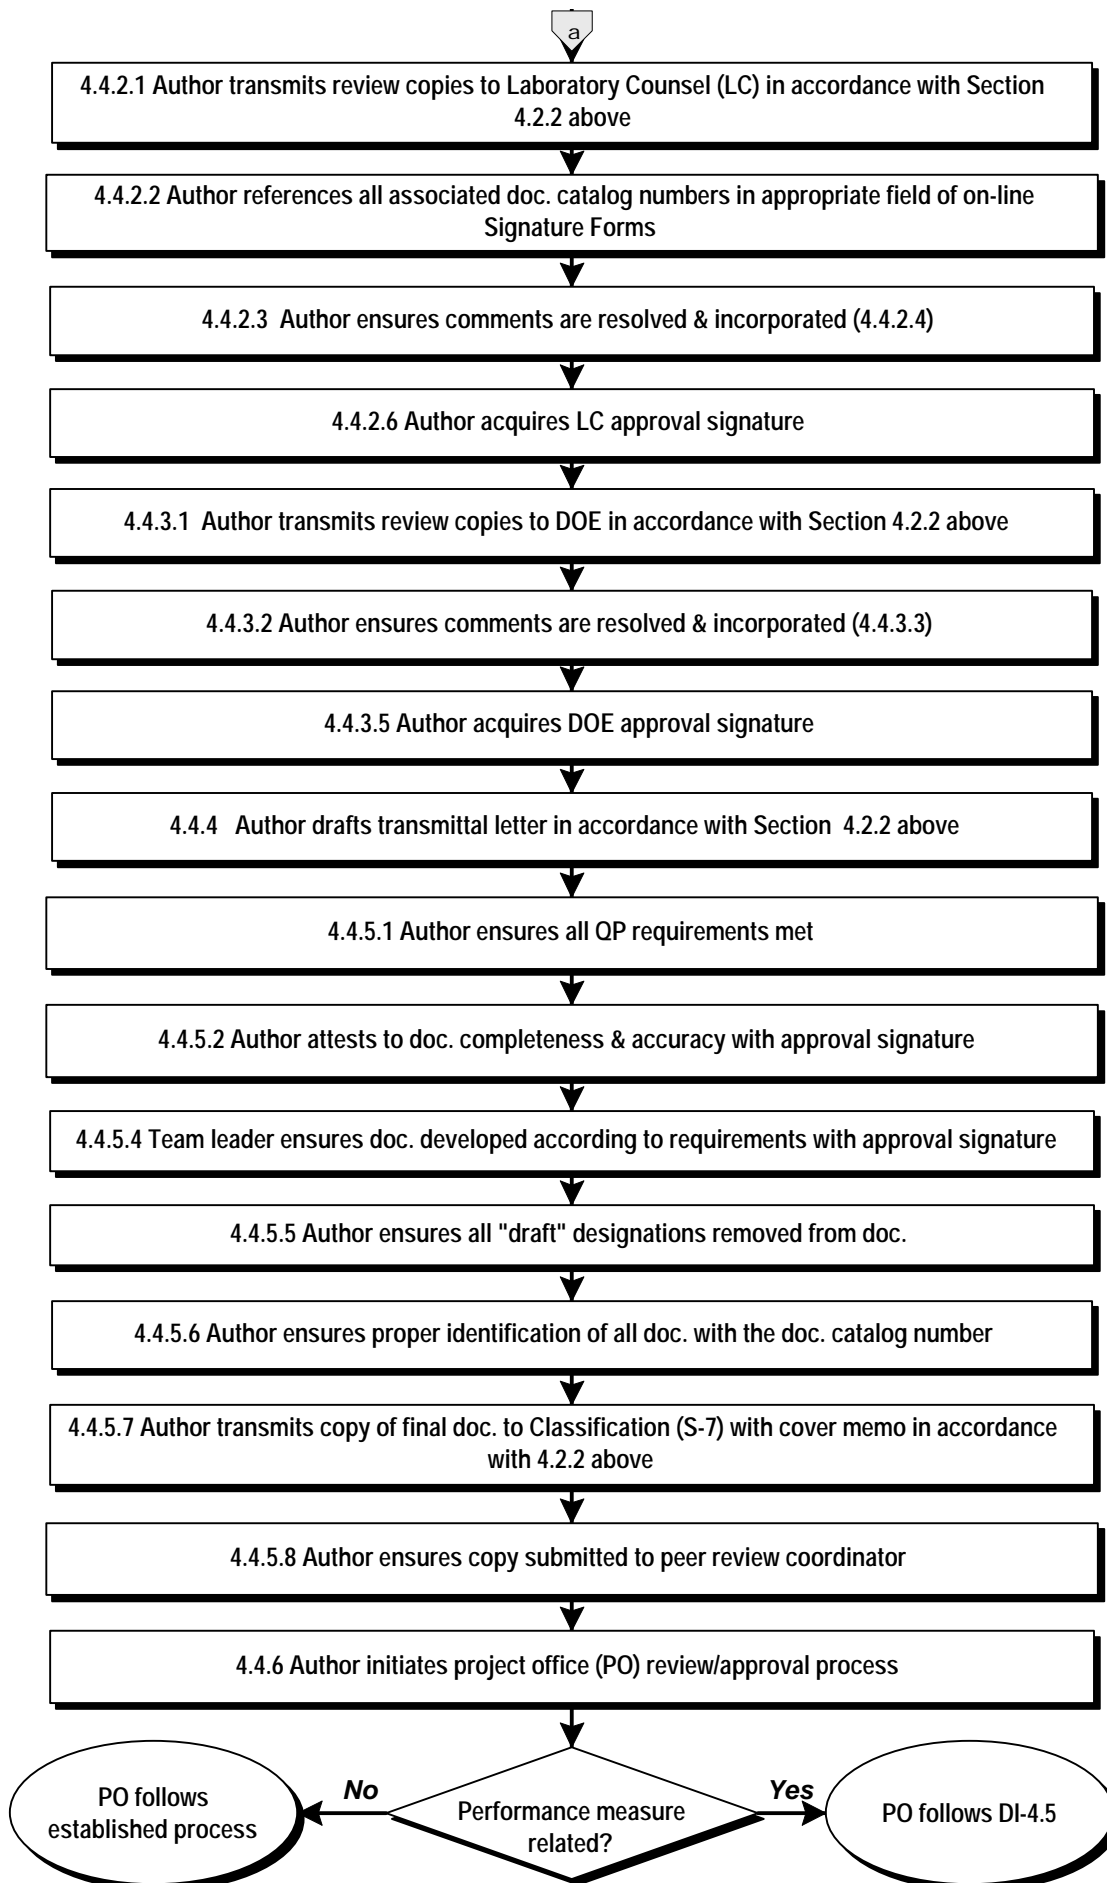 a
4.4.2.1 Author transmits review copies to Laboratory Counsel (LC) in accordance with Section
4.2.2 above
4.4.2.2 Author references all associated doc. catalog numbers in appropriate field of on-line
Signature Forms
4.4.2.3 Author ensures comments are resolved & incorporated (4.4.2.4)
4.4.2.6 Author acquires LC approval signature
4.4.3.1 Author transmits review copies to DOE in accordance with Section 4.2.2 above
4.4.3.2 Author ensures comments are resolved & incorporated (4.4.3.3)
4.4.3.5 Author acquires DOE approval signature
4.4.4 Author drafts transmittal letter in accordance with Section 4.2.2 above
4.4.5.1 Author ensures all QP requirements met
4.4.5.2 Author attests to doc. completeness & accuracy with approval signature
4.4.5.4 Team leader ensures doc. developed according to requirements with approval signature
4.4.5.5 Author ensures all "draft" designations removed from doc.
4.4.5.6 Author ensures proper identification of all doc. with the doc. catalog number
4.4.5.7 Author transmits copy of final doc. to Classification (S-7) with cover memo in accordance
with 4.2.2 above
4.4.5.8 Author ensures copy submitted to peer review coordinator
4.4.6 Author initiates project office (PO) review/approval process
PO follows
established process
No
Performance measure
related?
Yes
PO follows DI-4.5